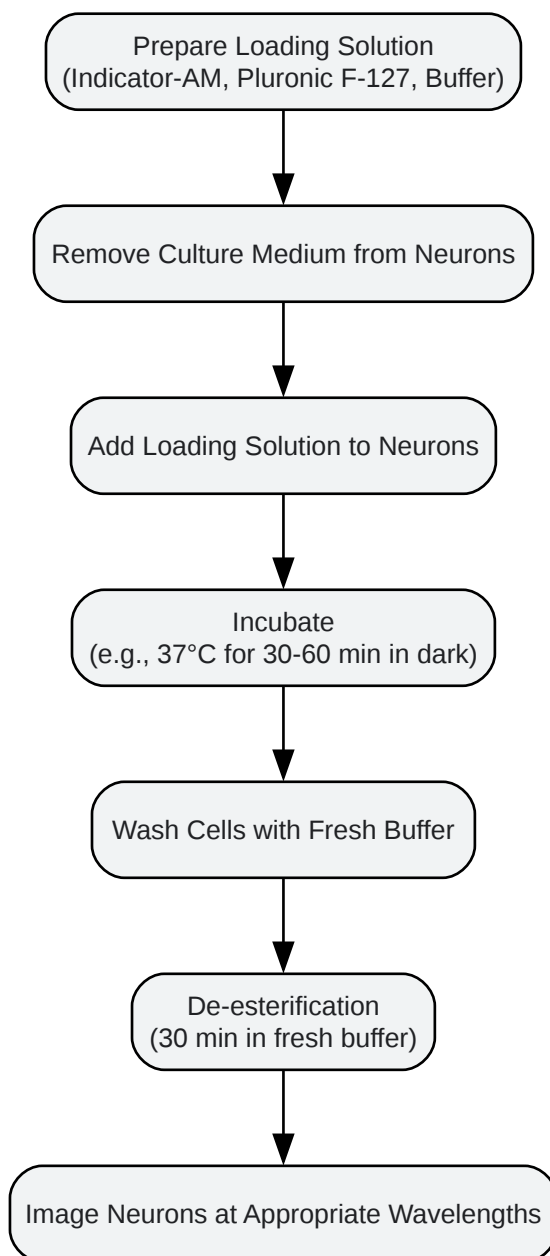 Prepare Loading Solution
(Indicator-AM, Pluronic F-127, Buffer)
Remove Culture Medium from Neurons
Add Loading Solution to Neurons
Incubate
(e.g., 37°C for 30-60 min in dark)
Wash Cells with Fresh Buffer
De-esterification
(30 min in fresh buffer)
Image Neurons at Appropriate Wavelengths